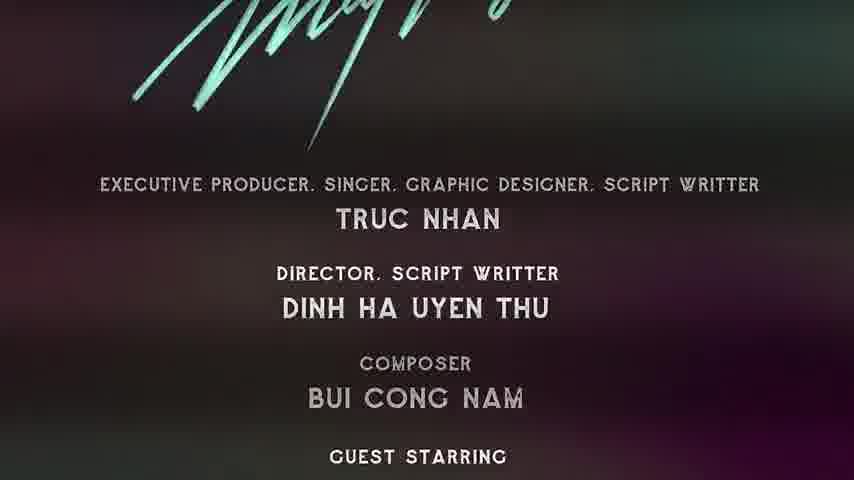 EXECUTIVE PRODUCER. SINGER. GRAPHIC DESIGNER. SCRIPT WRITTER
TRUC NHAN
DIRECTOR. SCRIPT WRITTER
DINH HA UYEN THU
COMPOSER
BUI CONG NAM
GUEST STARRING